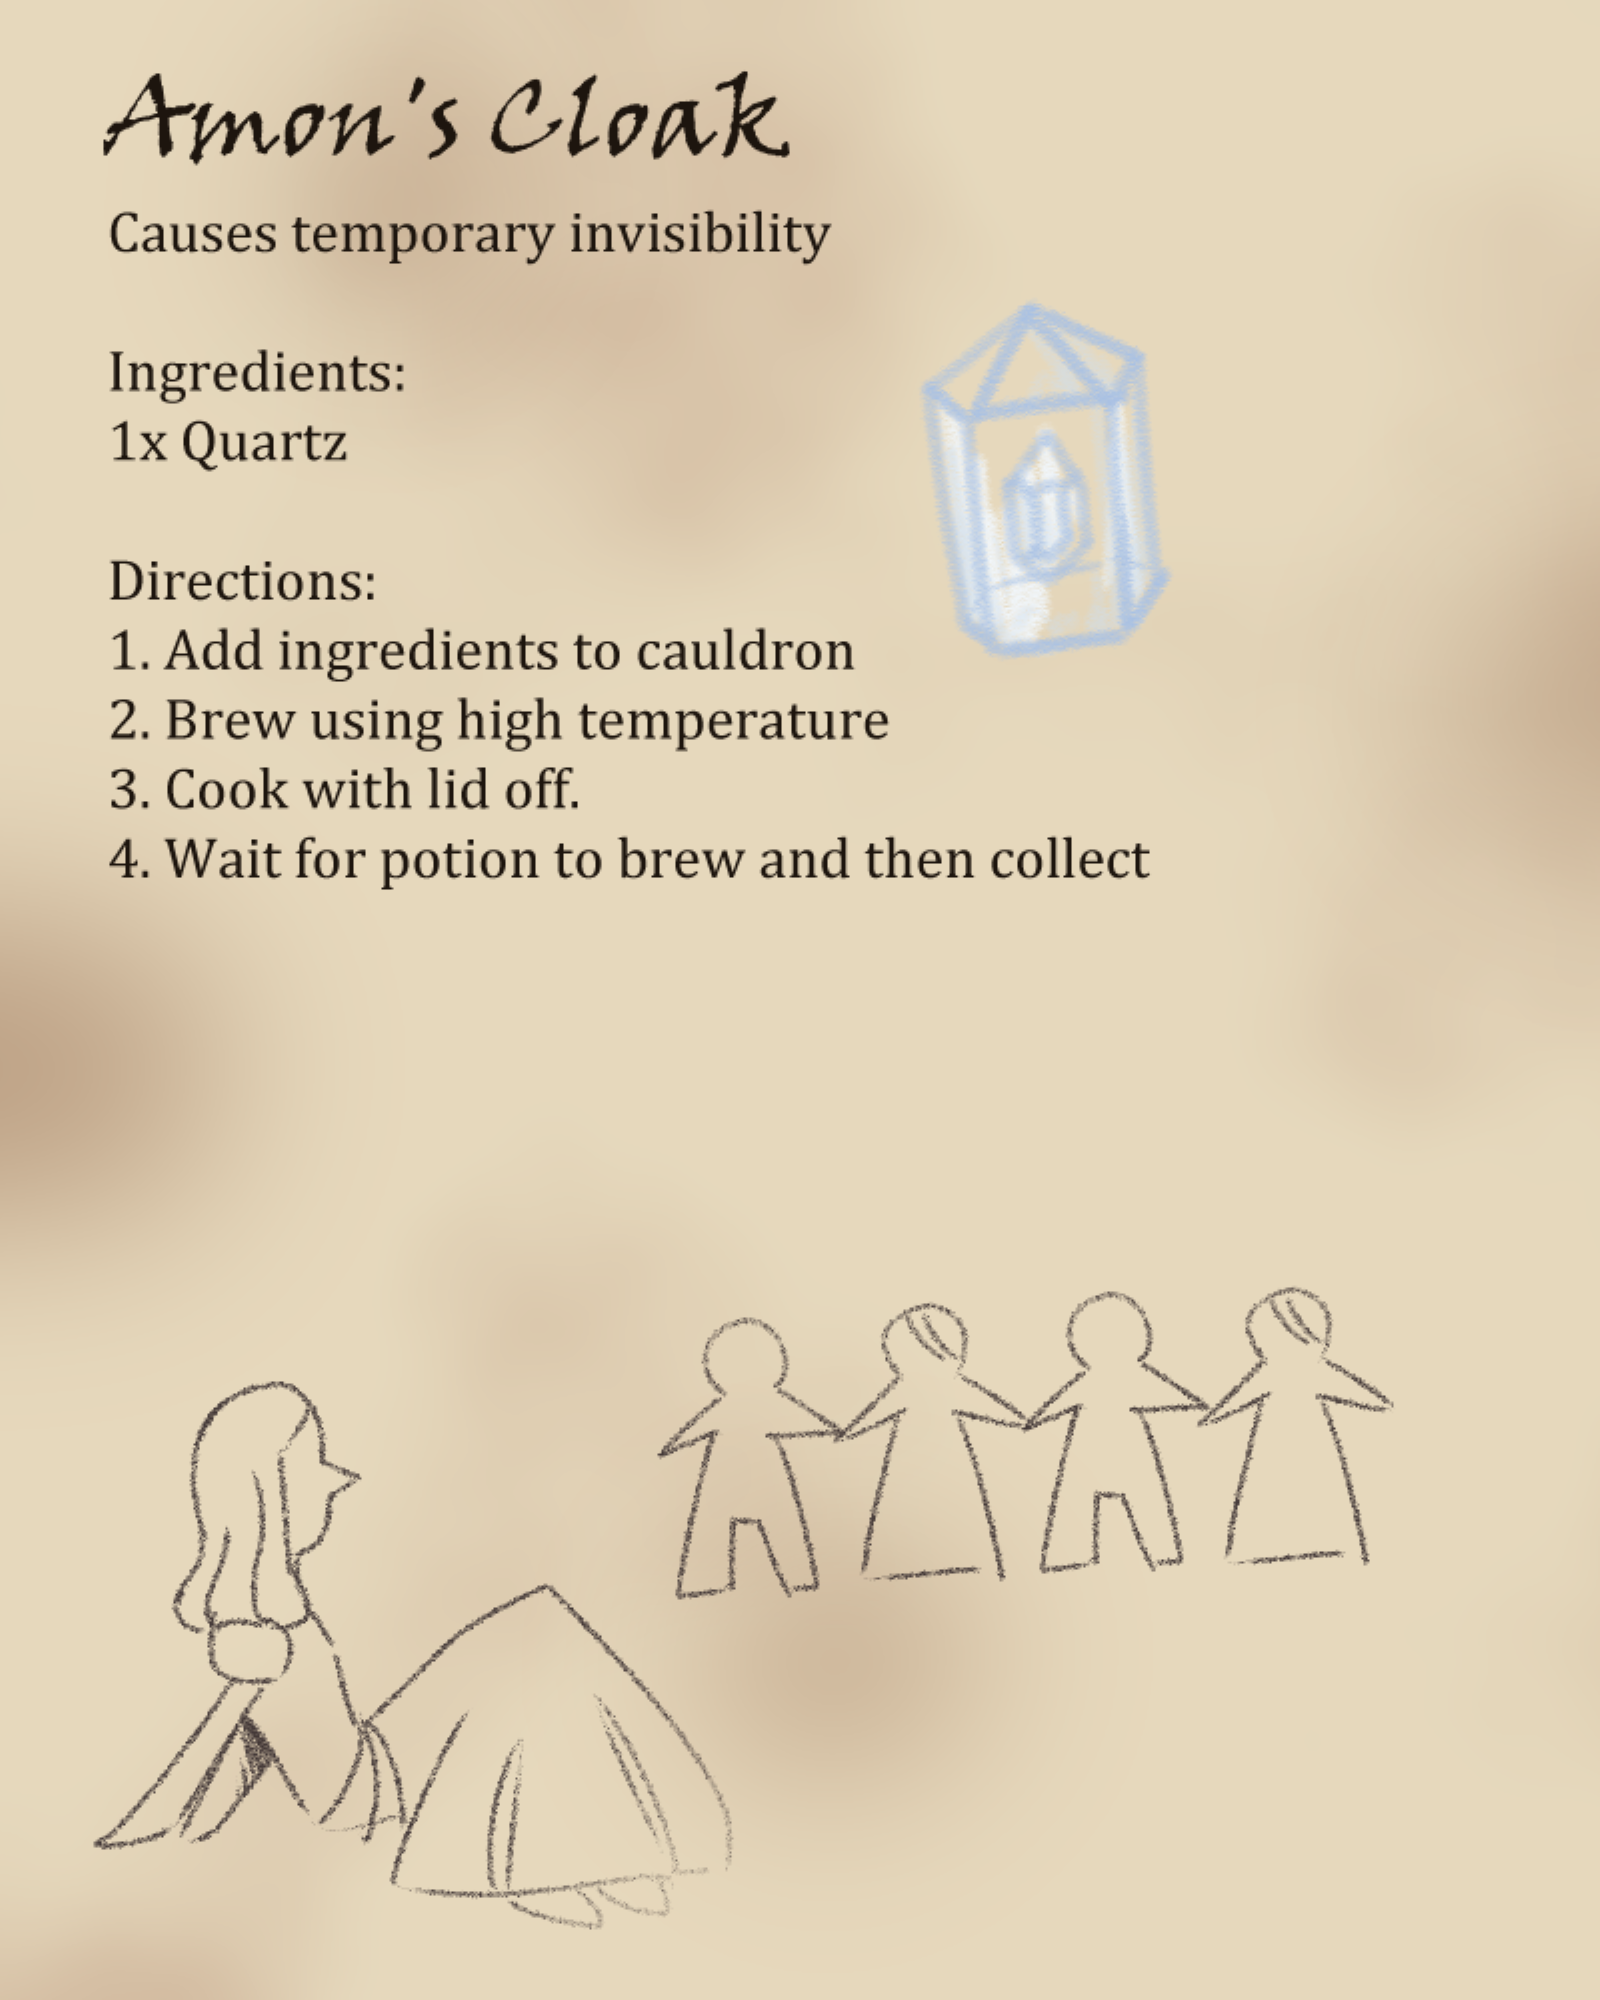 Amon's Cloak
Causes temporary invisibility
Ingredients:
1x Quartz
Directions:
1. Add ingredients to cauldron
2. Brew using high temperature
3. Cook with lid off.
4. Wait for potion to brew and then collect